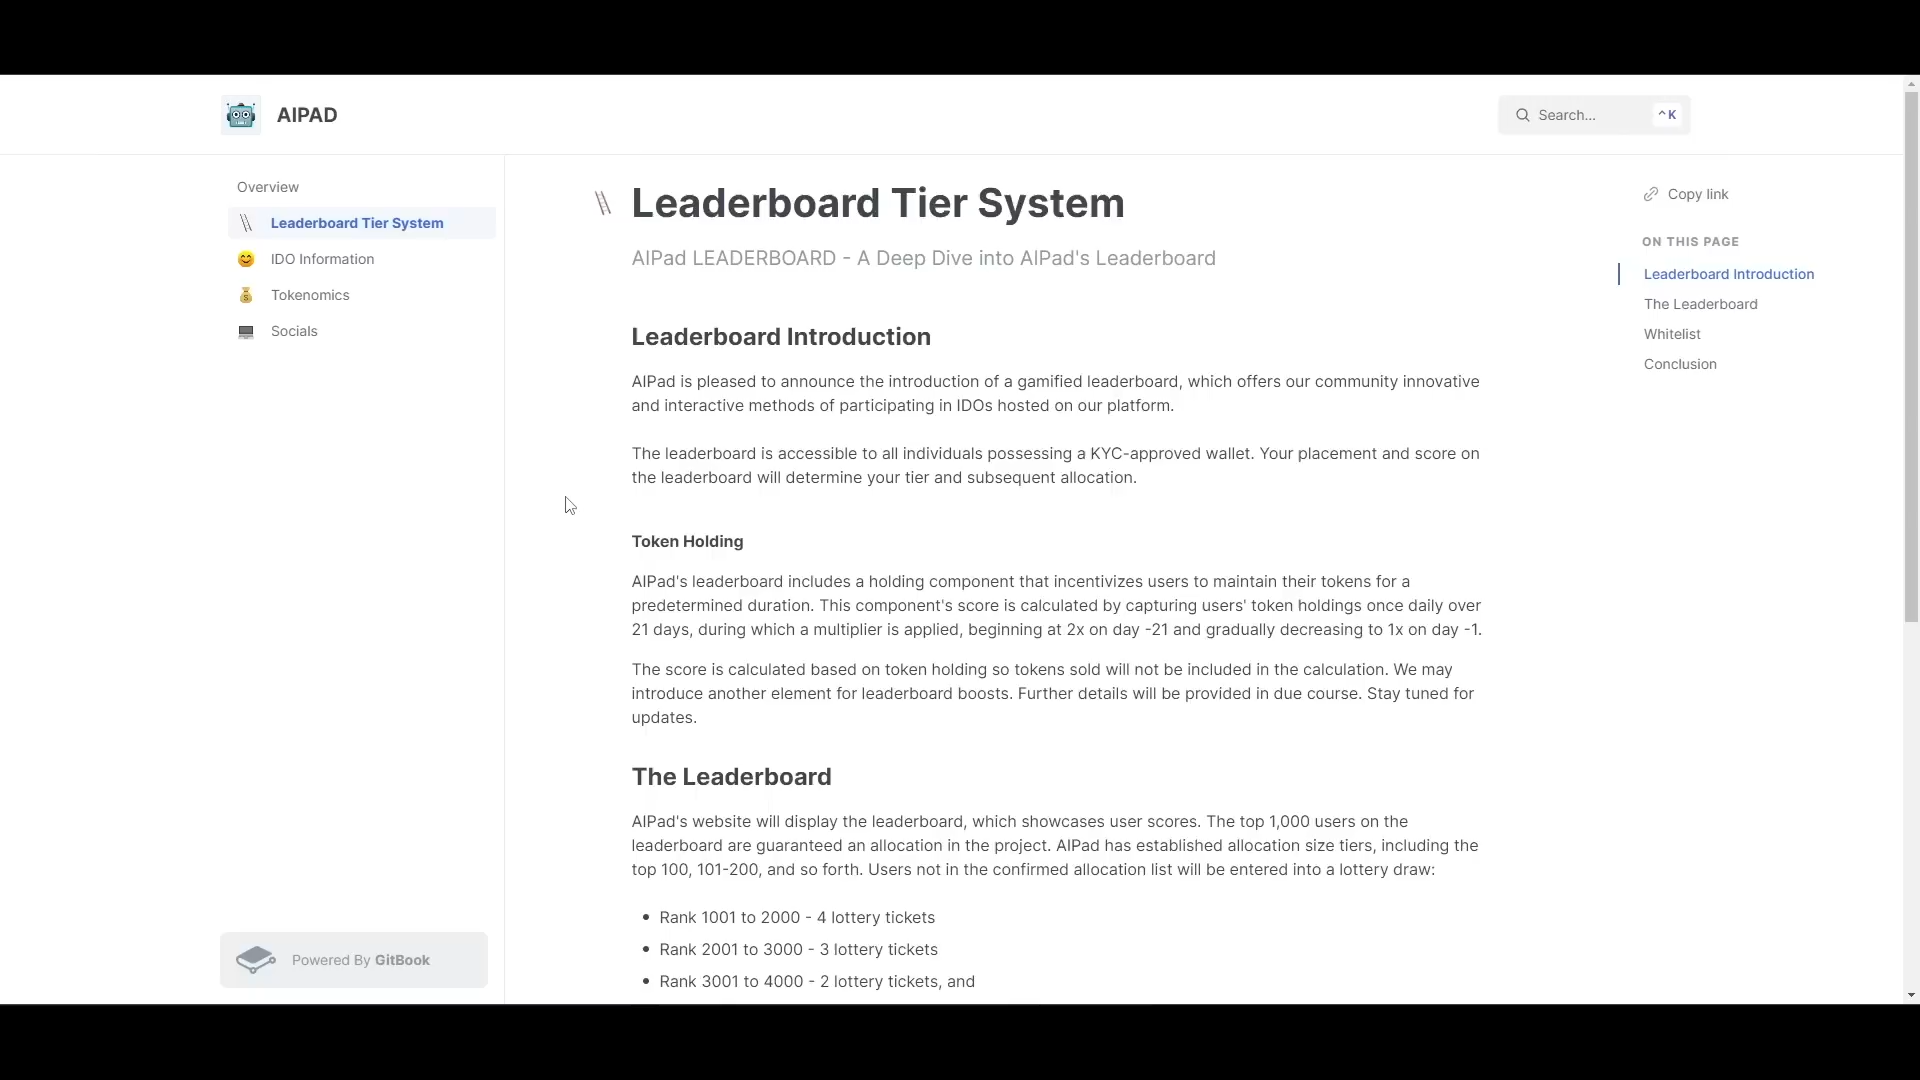 AIPAD
Search...
^K
Overview
Leaderboard Tier System
IDO Information
Tokenomics
Socials
Powered By GitBook
Leaderboard Tier System
AIPad LEADERBOARD - A Deep Dive into AIPad's Leaderboard
Leaderboard Introduction
AIPad is pleased to announce the introduction of a gamified leaderboard, which offers our community innovative
and interactive methods of participating in IDOs hosted on our platform.
The leaderboard is accessible to all individuals possessing a KYC-approved wallet. Your placement and score on
the leaderboard will determine your tier and subsequent allocation.
Token Holding
AIPad's leaderboard includes a holding component that incentivizes users to maintain their tokens for a
predetermined duration. This component's score is calculated by capturing users' token holdings once daily over
21 days, during which a multiplier is applied, beginning at 2x on day -21 and gradually decreasing to 1x on day -1.
The score is calculated based on token holding so tokens sold will not be included in the calculation. We may
introduce another element for leaderboard boosts. Further details will be provided in due course. Stay tuned for
updates.
The Leaderboard
AIPad's website will display the leaderboard, which showcases user scores. The top 1,000 users on the
leaderboard are guaranteed an allocation in the project. AIPad has established allocation size tiers, including the
top 100, 101-200, and so forth. Users not in the confirmed allocation list will be entered into a lottery draw:
• Rank 1001 to 2000 - 4 lottery tickets
• Rank 2001 to 3000 - 3 lottery tickets
• Rank 3001 to 4000 - 2 lottery tickets, and
Copy link
ON THIS PAGE
Leaderboard Introduction
The Leaderboard
Whitelist
Conclusion